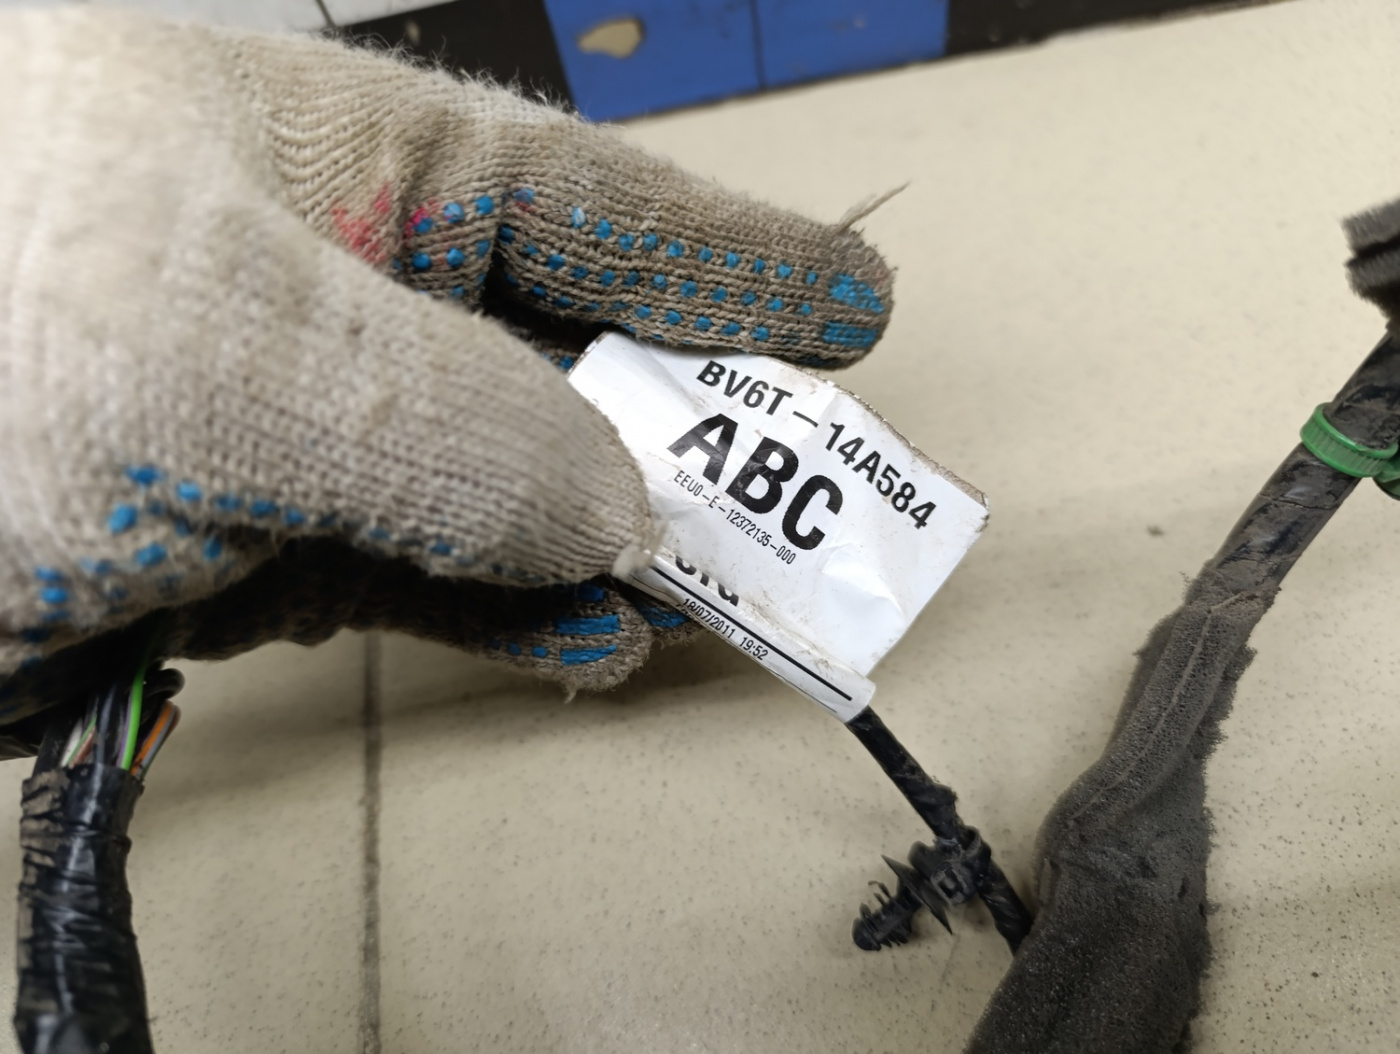 BV6T-14A584
ABC
EEU0-E-12372135-000
18/07/2011 19:52